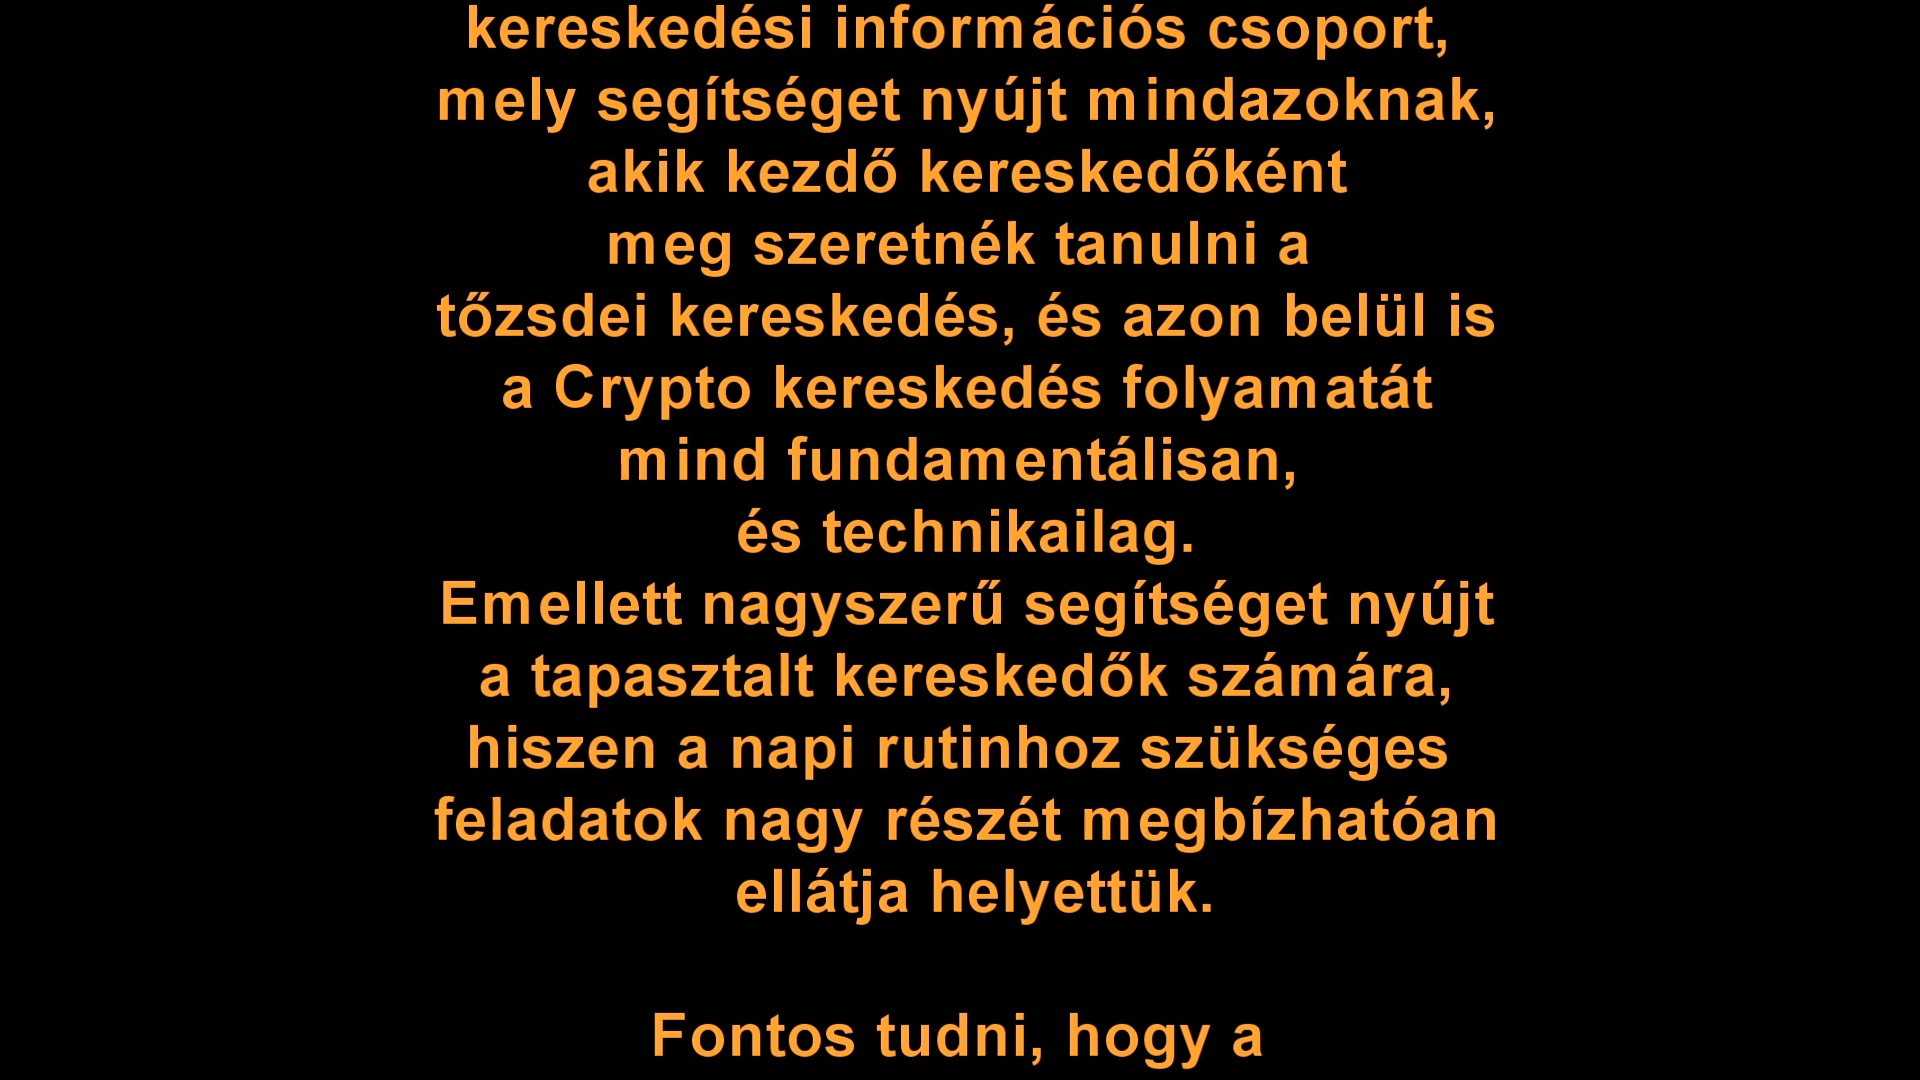 kereskedési információs csoport,
mely segítséget nyújt mindazoknak,
akik kezdő kereskedőként
meg szeretnék tanulni a
tőzsdei kereskedés, és azon belül is
a Crypto kereskedés folyamatát
mind fundamentálisan,
és technikailag.
Emellett nagyszerű segítséget nyújt
a tapasztalt kereskedők számára,
hiszen a napi rutinhoz szükséges
feladatok nagy részét megbízhatóan
ellátja helyettük.
Fontos tudni, hogy a